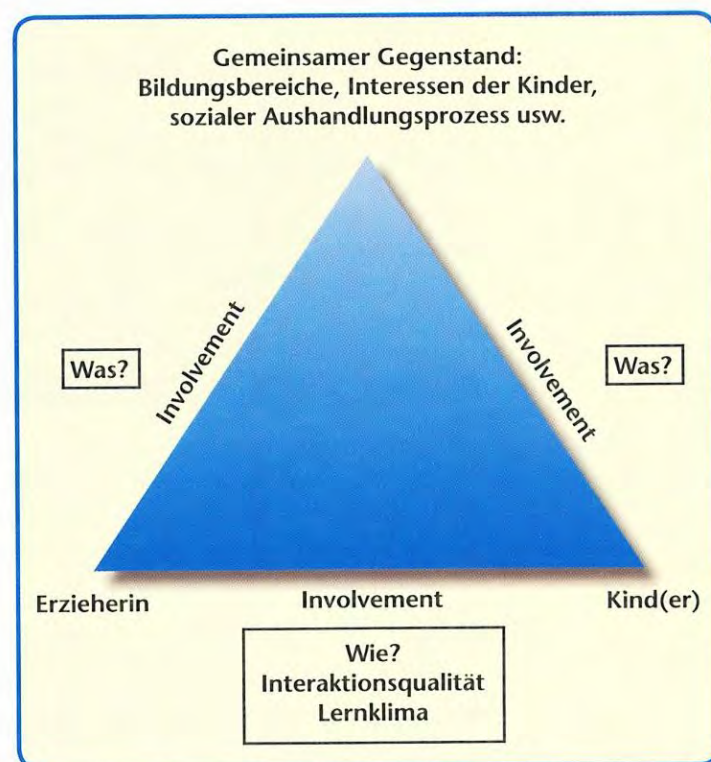 Gemeinsamer Gegenstand:
Bildungsbereiche, Interessen der Kinder,
sozialer Aushandlungsprozess usw.
Involvement
Involvement
Was?
Was?
Erzieherin
Involvement
Kind(er)
Wie?
Interaktionsqualität
Lernklima